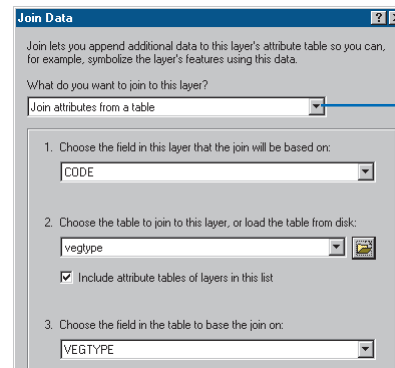 Join Data
Join lets you append additional data to this layer's attribute table so you can,
for example, symbolize the layer's features using this data.
What do you want to join to this layer?
Join attributes from a table
1. Choose the field in this layer that the join will be based on:
CODE
2. Choose the table to join to this layer, or load the table from disk:
vegtype
Include attribute tables of layers in this list
3. Choose the field in the table to base the join on:
VEGTYPE